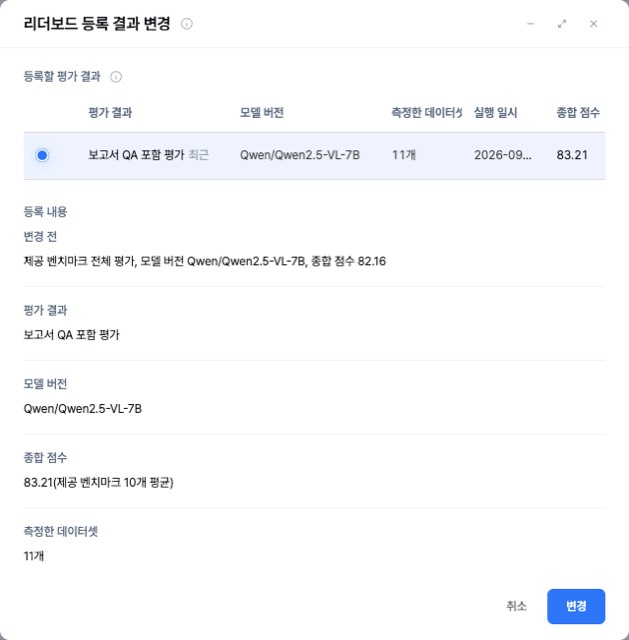 리더보드 등록 결과 변경
등록할 평가 결과
평가 결과 모델 버전 측정한 데이터셋 실행 일시 종합 점수
보고서 QA 포함 평가 최근 Qwen/Qwen2.5-VL-7B 11개 2026-09... 83.21
등록 내용
변경 전
제공 벤치마크 전체 평가, 모델 버전 Qwen/Qwen2.5-VL-7B, 종합 점수 82.16
평가 결과
보고서 QA 포함 평가
모델 버전
Qwen/Qwen2.5-VL-7B
종합 점수
83.21(제공 벤치마크 10개 평균)
측정한 데이터셋
11개
취소 변경